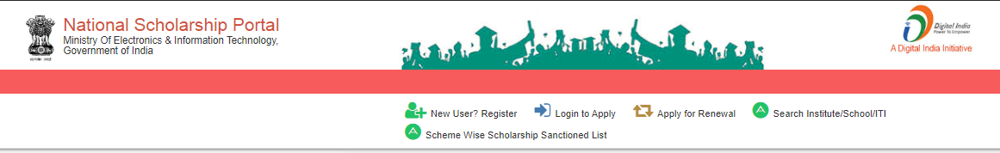 National Scholarship Portal
Ministry Of Electronics & Information Technology,
Government of India
Digital India
Power To Empower
A Digital India Initiative
New User? Register Login to Apply Apply for Renewal Search Institute/School/ITI
Scheme Wise Scholarship Sanctioned List